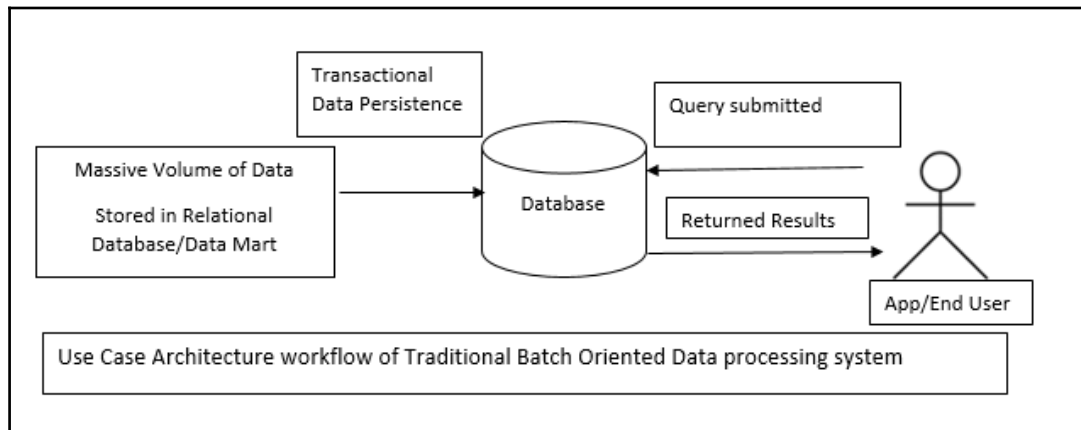 Transactional
Data Persistence
Query submitted
Massive Volume of Data
Stored in Relational
Database/Data Mart
Database
Returned Results
App/End User
Use Case Architecture workflow of Traditional Batch Oriented Data processing system